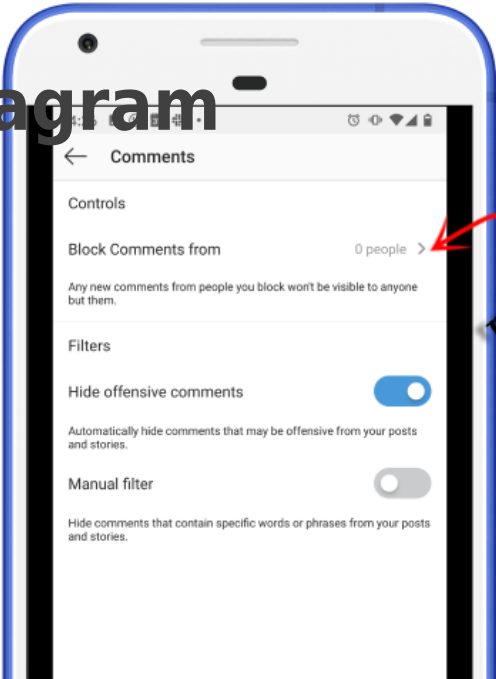 agram
Comments
Controls
Block Comments from 0 people
Any new comments from people you block won't be visible to anyone
but them.
Filters
Hide offensive comments
Automatically hide comments that may be offensive from your posts
and stories.
Manual filter
Hide comments that contain specific words or phrases from your posts
and stories.